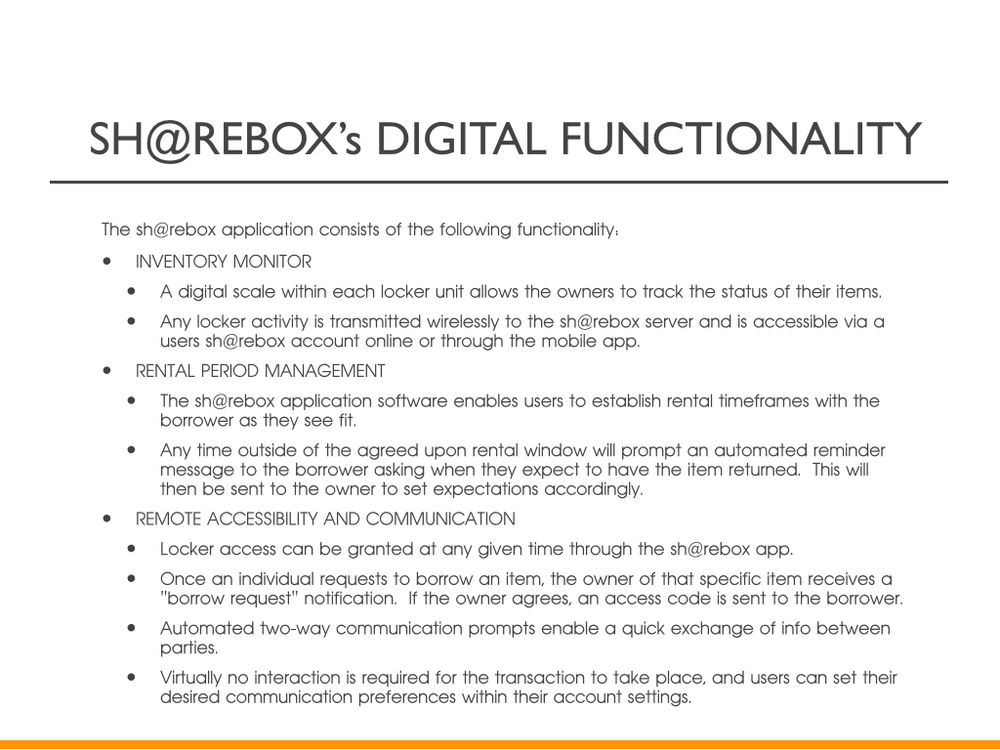 SH@REBOX’s DIGITAL FUNCTIONALITY
The sh@rebox application consists of the following functionality:
• INVENTORY MONITOR
• A digital scale within each locker unit allows the owners to track the status of their items.
• Any locker activity is transmitted wirelessly to the sh@rebox server and is accessible via a
users sh@rebox account online or through the mobile app.
• RENTAL PERIOD MANAGEMENT
• The sh@rebox application software enables users to establish rental timeframes with the
borrower as they see fit.
• Any time outside of the agreed upon rental window will prompt an automated reminder
message to the borrower asking when they expect to have the item returned.  This will
then be sent to the owner to set expectations accordingly.
• REMOTE ACCESSIBILITY AND COMMUNICATION
• Locker access can be granted at any given time through the sh@rebox app.
• Once an individual requests to borrow an item, the owner of that specific item receives a
"borrow request" notification.  If the owner agrees, an access code is sent to the borrower.
• Automated two-way communication prompts enable a quick exchange of info between
parties.
• Virtually no interaction is required for the transaction to take place, and users can set their
desired communication preferences within their account settings.